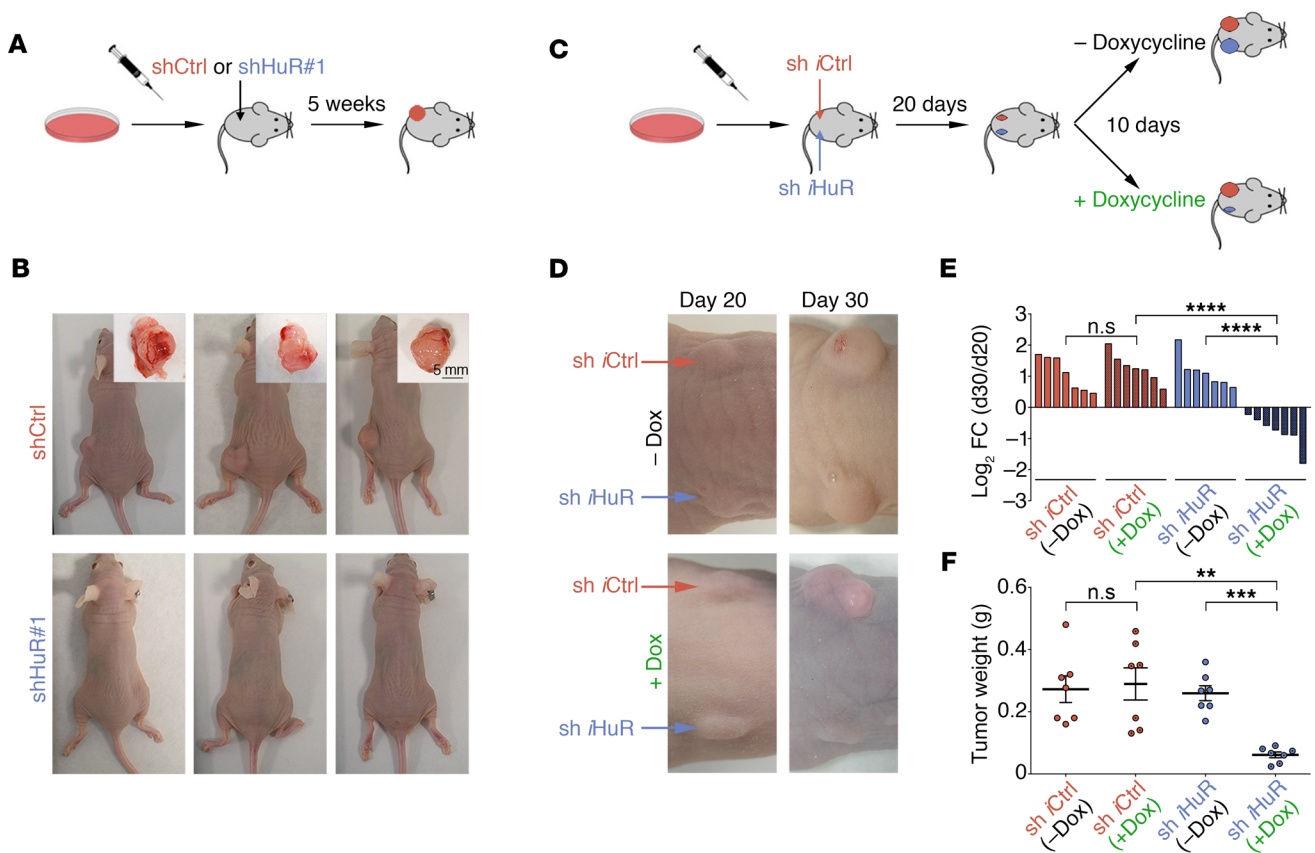 A
shCtrl or shHuR#1
5 weeks
B
shCtrl
5 mm
shHuR#1
C
sh iCtrl
sh iHuR
20 days
– Doxycycline
10 days
+ Doxycycline
D
Day 20 Day 30
sh iCtrl
– Dox
sh iHuR
sh iCtrl
+ Dox
sh iHuR
E
Log2 FC (d30/d20)
3
2
1
0
–1
–2
–3
n.s
****
****
sh iCtrl
(–Dox)
sh iCtrl
(+Dox)
sh iHuR
(–Dox)
sh iHuR
(+Dox)
F
Tumor weight (g)
0.6
0.4
0.2
0
n.s
**
***
sh iCtrl
(–Dox)
sh iCtrl
(+Dox)
sh iHuR
(–Dox)
sh iHuR
(+Dox)